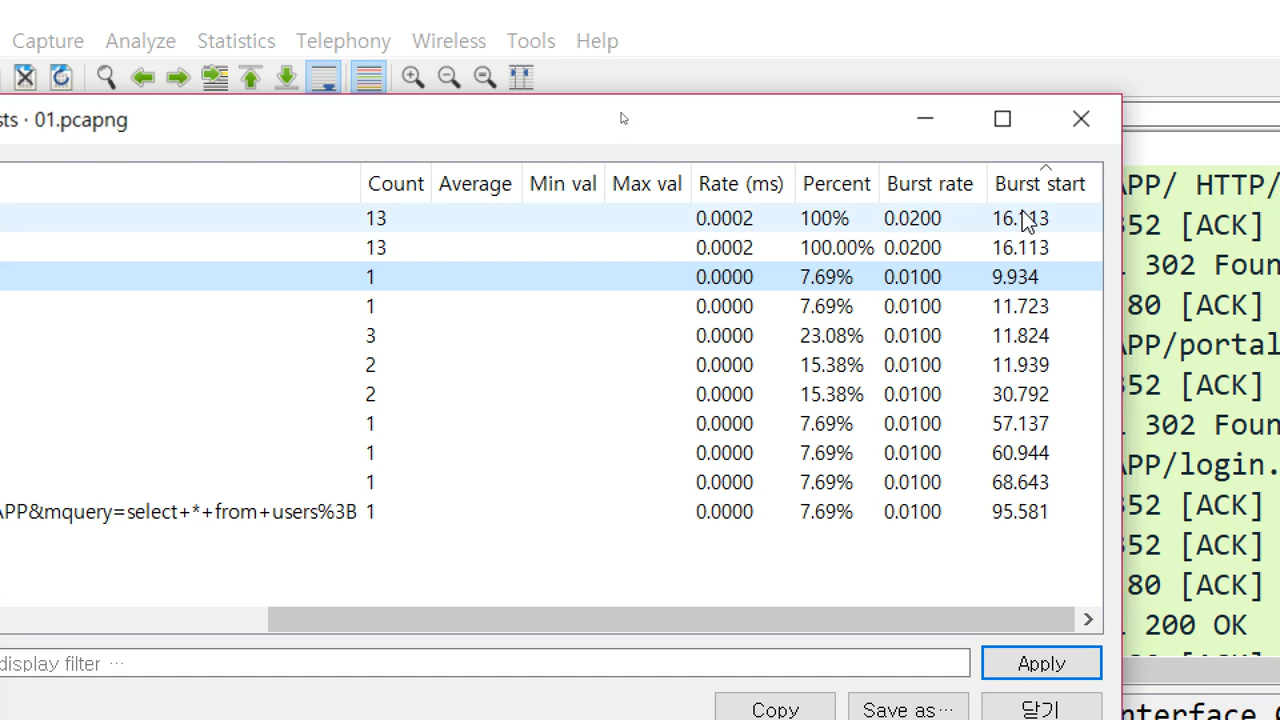 Capture Analyze Statistics Telephony Wireless Tools Help
sts · 01.pcapng
Count Average Min val Max val Rate (ms) Percent Burst rate Burst start
13 0.0002 100% 0.0200
13 0.0002 100.00% 0.0200 16.113
1 0.0000 7.69% 0.0100 9.934
1 0.0000 7.69% 0.0100 11.723
3 0.0000 23.08% 0.0100 11.824
2 0.0000 15.38% 0.0100 11.939
2 0.0000 15.38% 0.0100 30.792
1 0.0000 7.69% 0.0100 57.137
1 0.0000 7.69% 0.0100 60.944
1 0.0000 7.69% 0.0100 68.643
APP&mquery=select+*+from+users%3B 1 0.0000 7.69% 0.0100 95.581
display filter …
Apply
Copy Save as… 닫기
APP/ HTTP/
352 [ACK]
302 Foun
80 [ACK]
APP/portal
352 [ACK]
302 Foun
APP/login.
352 [ACK]
352 [ACK]
80 [ACK]
200 OK
nterface